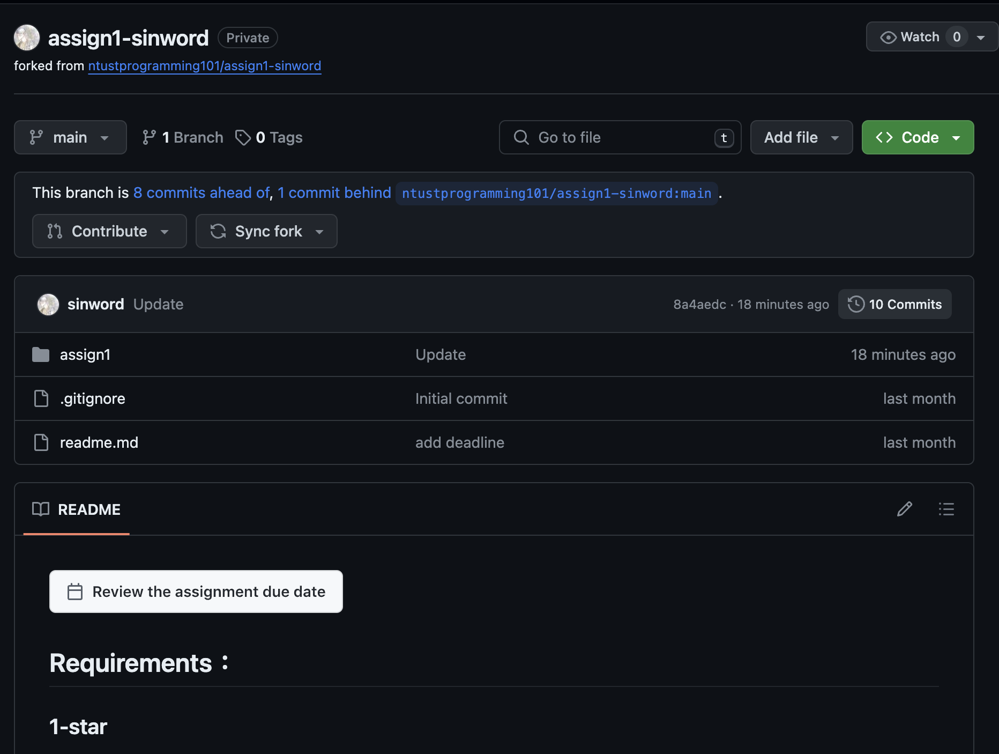 assign1-sinword Private Watch 0
forked from ntustprogramming101/assign1-sinword
main 1 Branch 0 Tags Go to file t Add file Code
This branch is 8 commits ahead of, 1 commit behind ntustprogramming101/assign1-sinword:main .
Contribute Sync fork
sinword Update 8a4aedc · 18 minutes ago 10 Commits
assign1 Update 18 minutes ago
.gitignore Initial commit last month
readme.md add deadline last month
README
Review the assignment due date
Requirements：
1-star